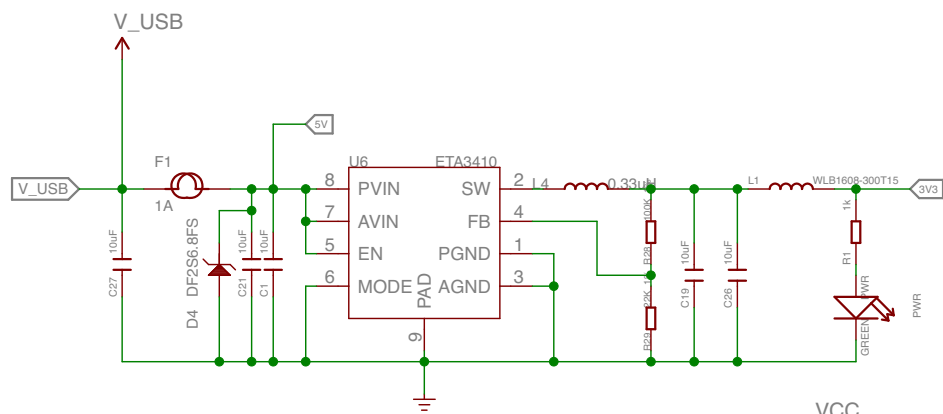 V_USB
5V
F1
U6
ETA3410
V_USB
1A
8
PVIN
SW
2
L4
0.33uH
L1
WLB1608-300T15
3V3
7
AVIN
FB
4
5
EN
PGND
1
6
MODE
AGND
3
PAD
9
10uF
C27
D4
DF2S6.8FS
10uF
C21
10uF
C1
100K
R28
22K
R29
10uF
C19
10uF
C26
1k
R1
PWR
GREEN
PWR
VCC